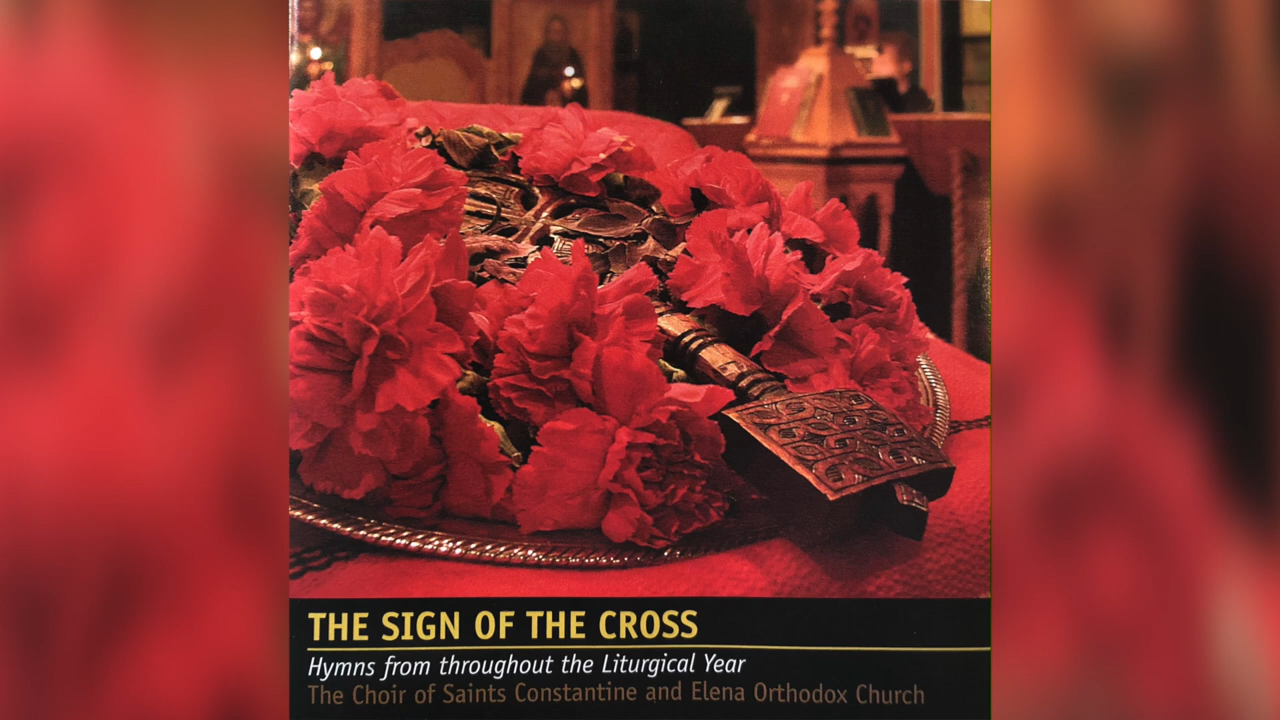 THE SIGN OF THE CROSS
Hymns from throughout the Liturgical Year
The Choir of Saints Constantine and Elena Orthodox Church